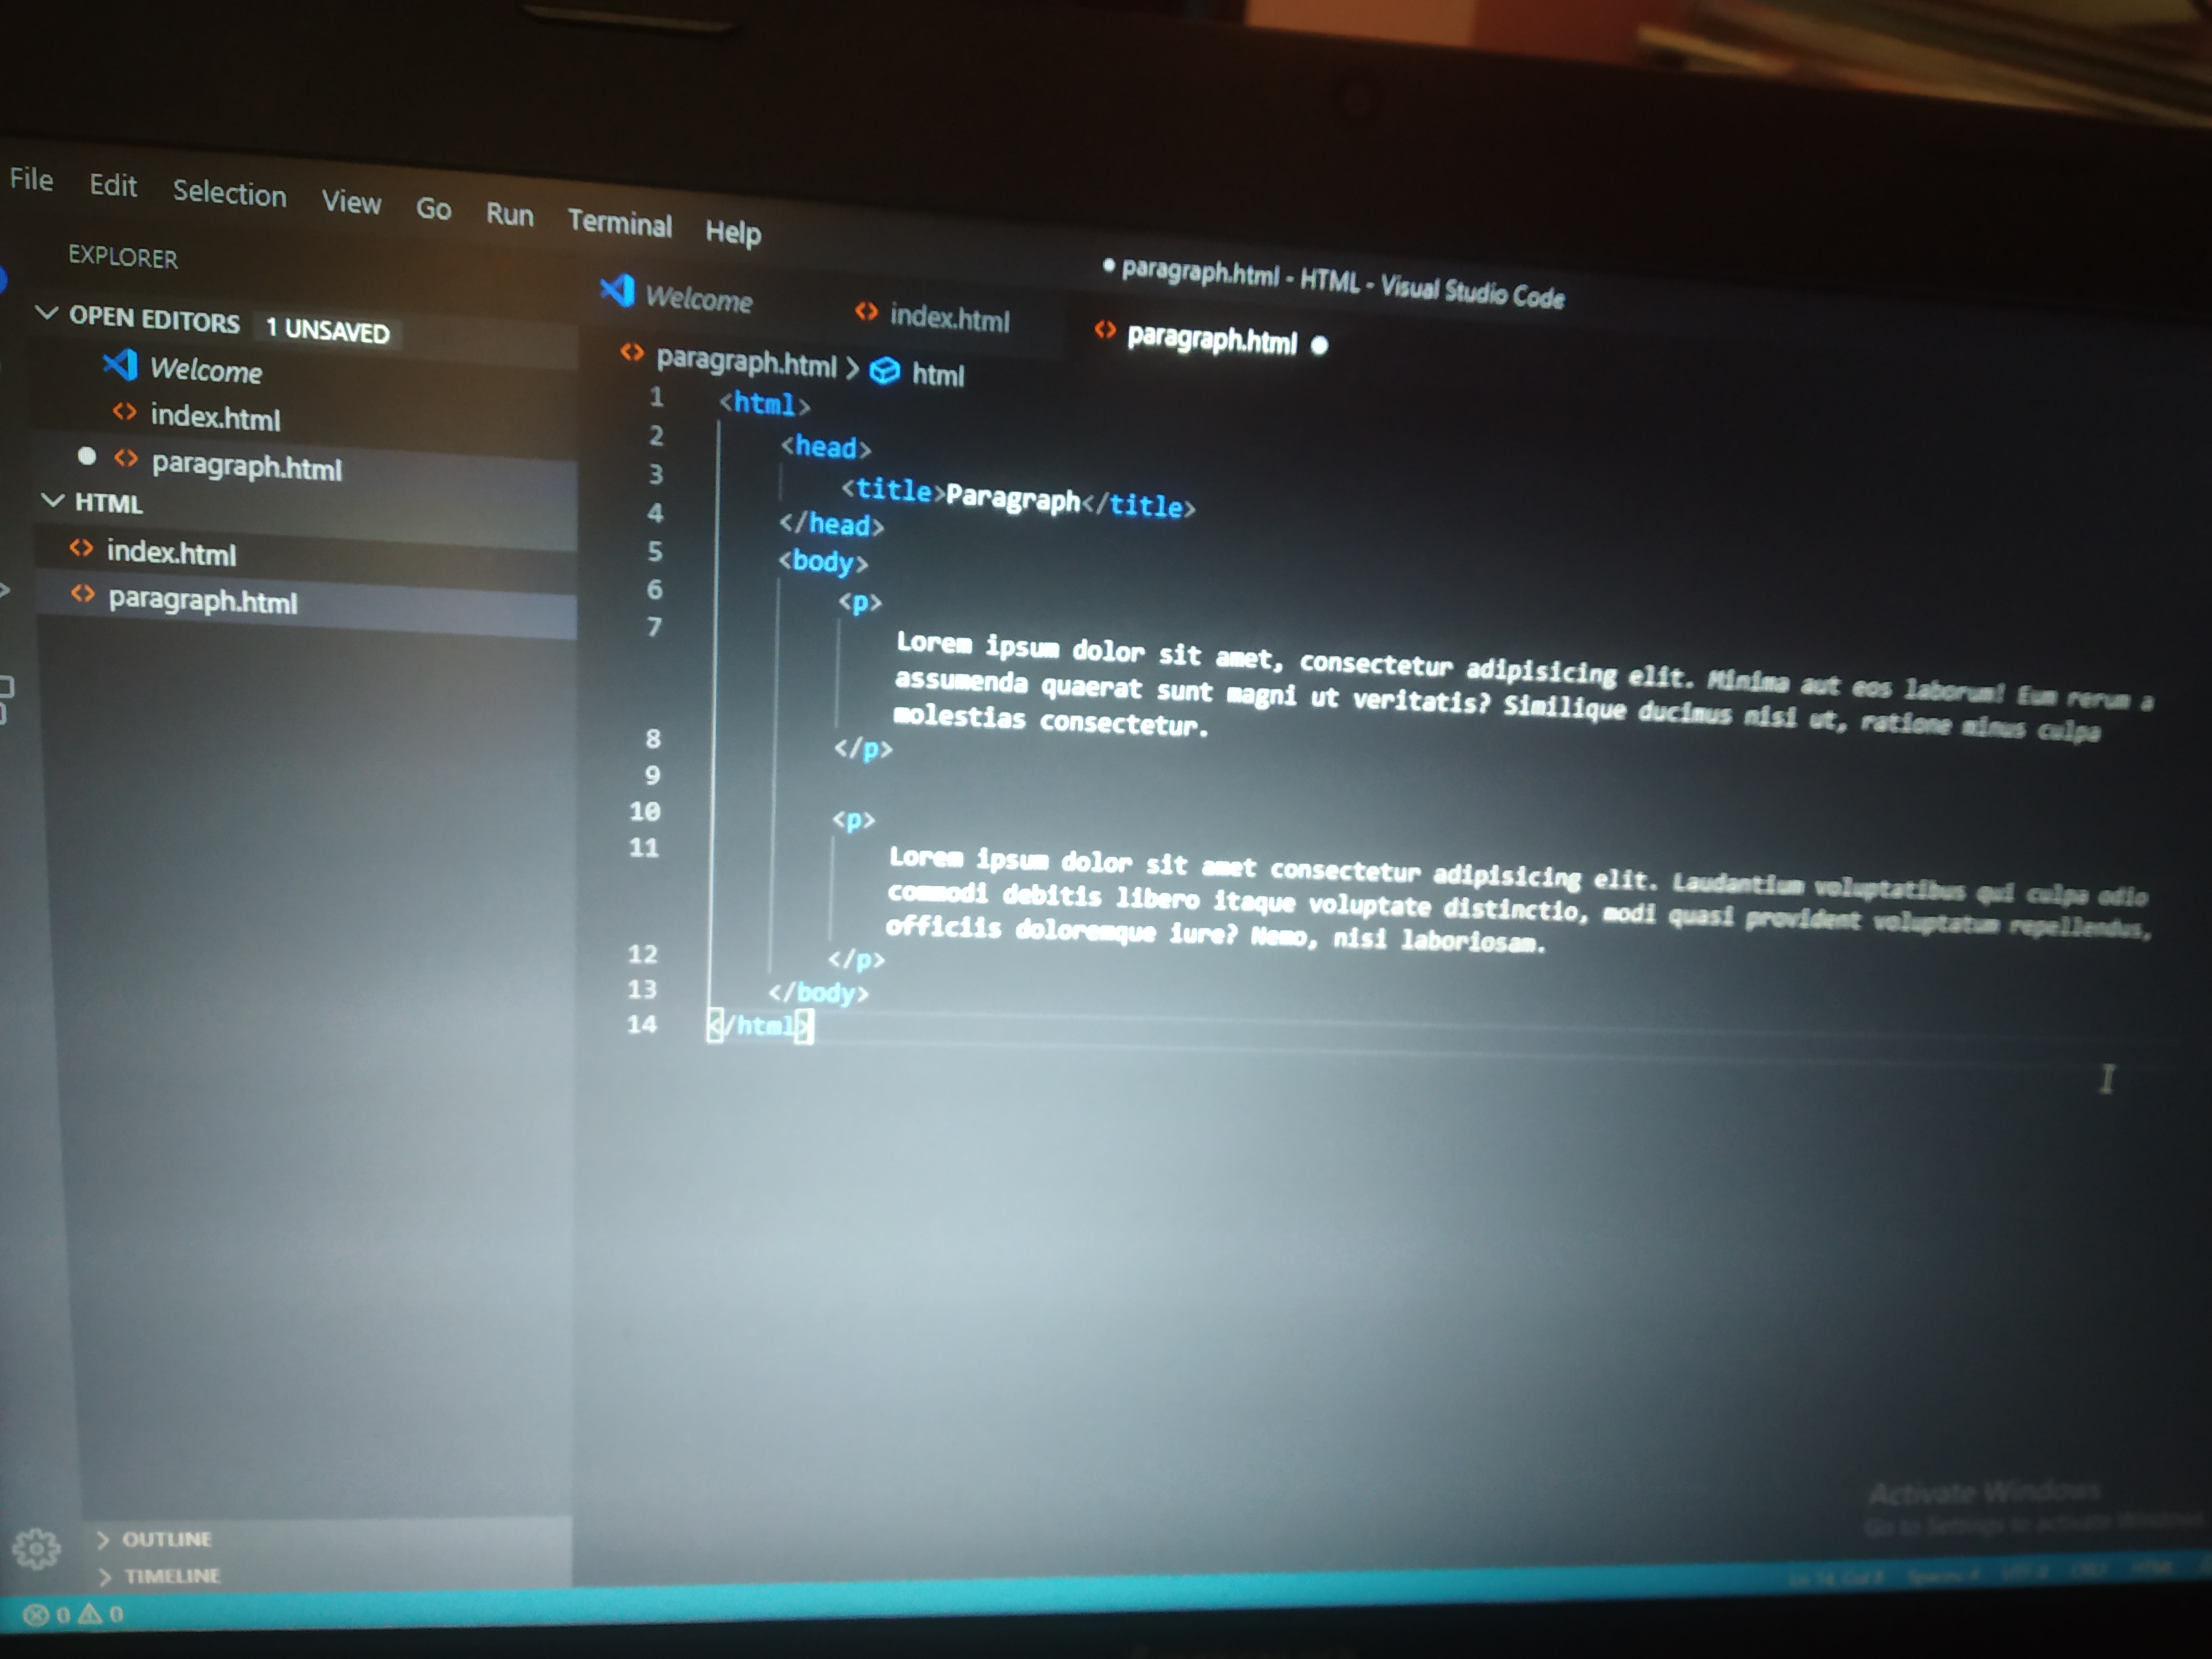 File Edit Selection View Go Run Terminal Help
● paragraph.html - HTML - Visual Studio Code
EXPLORER
OPEN EDITORS 1 UNSAVED
Welcome
index.html
● paragraph.html
HTML
index.html
paragraph.html
OUTLINE
TIMELINE
0 0
Welcome index.html paragraph.html ●
paragraph.html > html
1 <html>
2 <head>
3 <title>Paragraph</title>
4 </head>
5 <body>
6 <p>
7 Lorem ipsum dolor sit amet, consectetur adipisicing elit. Minima aut eos laborum! Eum rerum a
assumenda quaerat sunt magni ut veritatis? Similique ducimus nisi ut, ratione minus culpa
molestias consectetur.
8 </p>
9
10 <p>
11 Lorem ipsum dolor sit amet consectetur adipisicing elit. Laudantium voluptatibus qui culpa odio
commodi debitis libero itaque voluptate distinctio, modi quasi provident voluptatum repellendus,
officiis doloremque iure? Nemo, nisi laboriosam.
12 </p>
13 </body>
14 </html>
Activate Windows
Go to Settings to activate Windows.